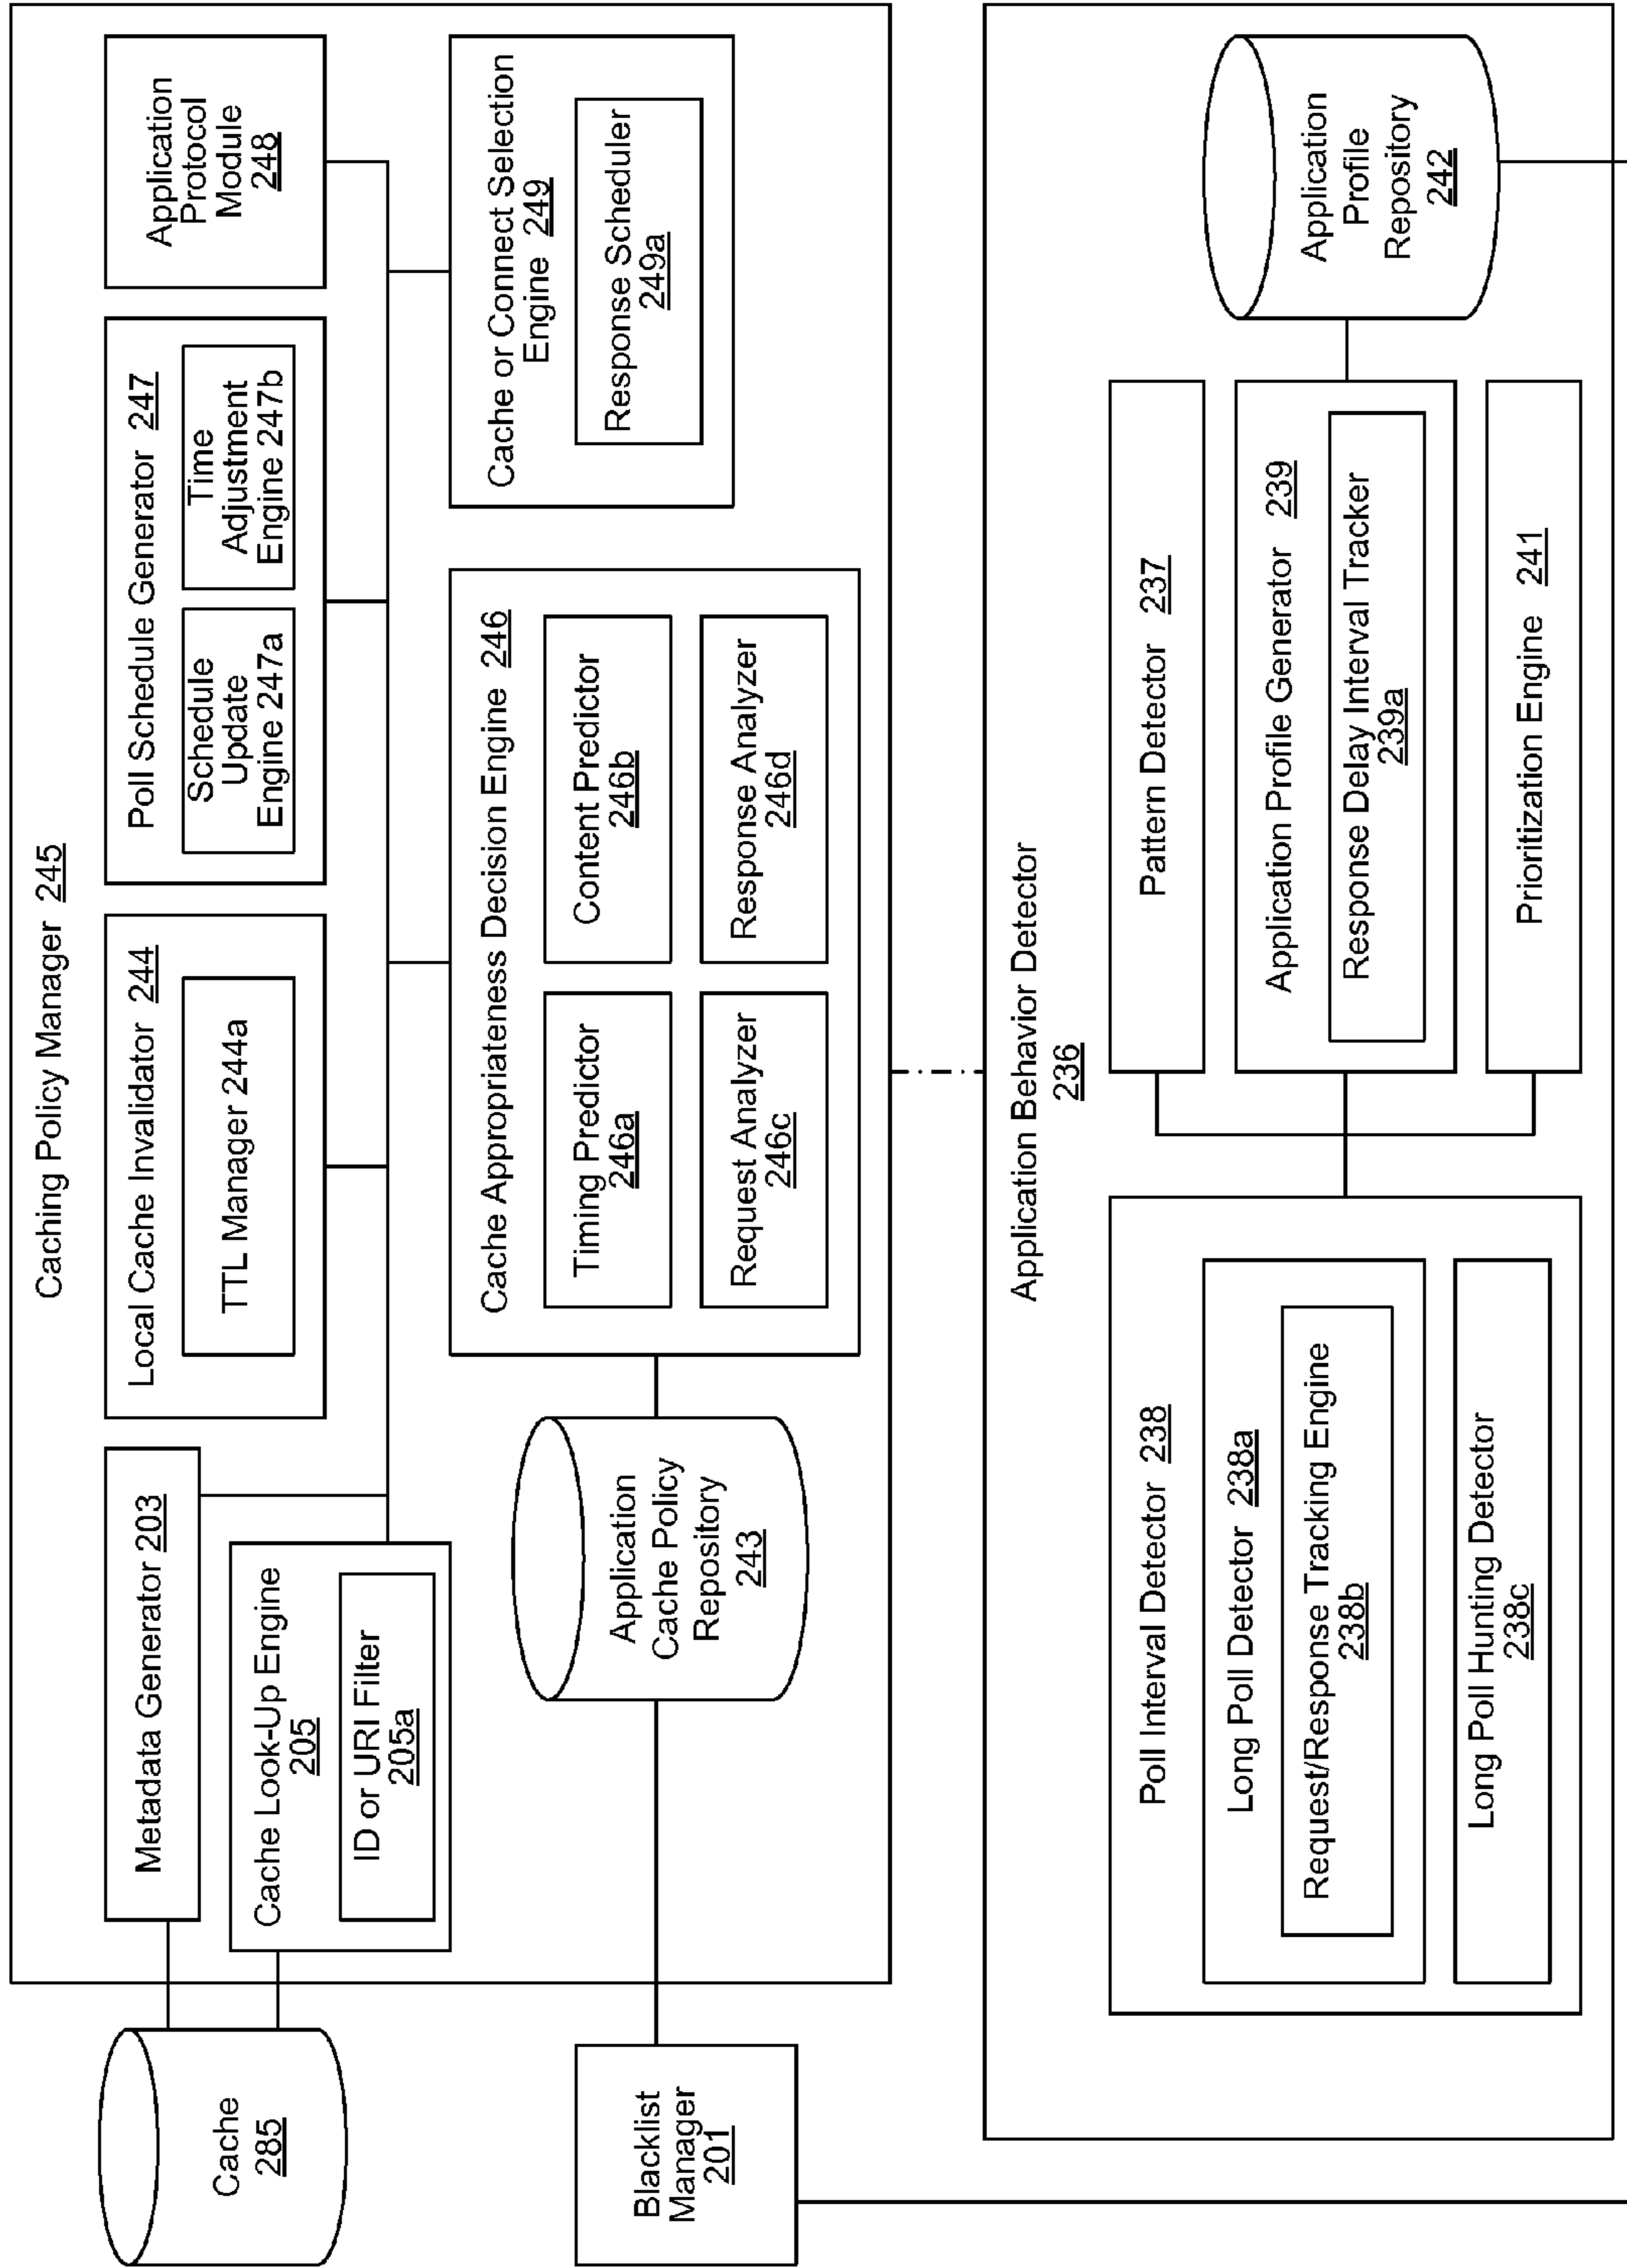 Caching Policy Manager 245
Cache
285
Metadata Generator 203
Cache Look-Up Engine
205
ID or URI Filter
205a
Local Cache Invalidator 244
TTL Manager 244a
Poll Schedule Generator 247
Schedule
Update
Engine 247a
Time
Adjustment
Engine 247b
Application
Protocol
Module
248
Blacklist
Manager
201
Application
Cache Policy
Repository
243
Cache Appropriateness Decision Engine 246
Timing Predictor
246a
Content Predictor
246b
Request Analyzer
246c
Response Analyzer
246d
Cache or Connect Selection
Engine 249
Response Scheduler
249a
Application Behavior Detector
236
Poll Interval Detector 238
Long Poll Detector 238a
Request/Response Tracking Engine
238b
Long Poll Hunting Detector
238c
Pattern Detector 237
Application Profile Generator 239
Response Delay Interval Tracker
239a
Prioritization Engine 241
Application
Profile
Repository
242